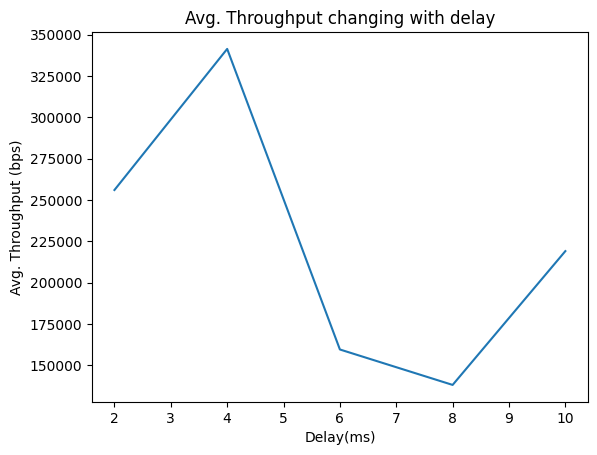 Avg. Throughput changing with delay
350000
325000
300000
275000
250000
225000
200000
175000
150000
Avg. Throughput (bps)
2 3 4 5 6 7 8 9 10
Delay(ms)